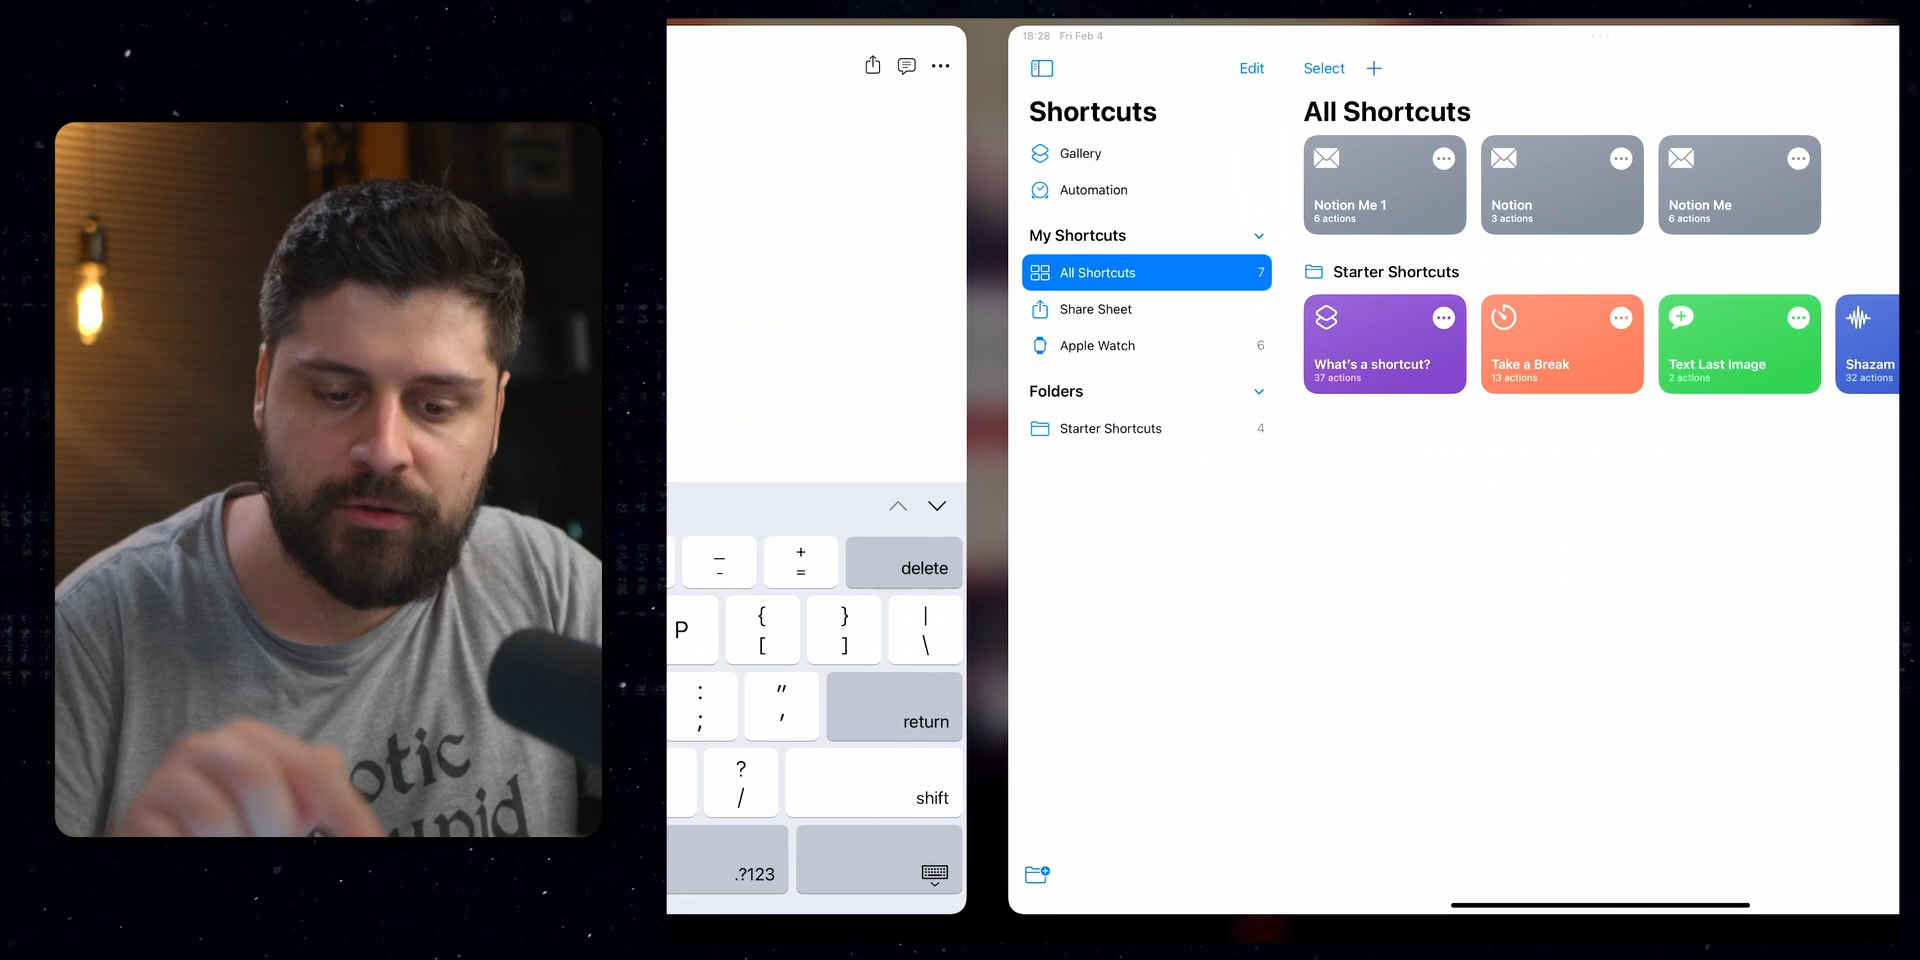 18:28 Fri Feb 4
Edit
Select
Shortcuts
All Shortcuts
Gallery
Automation
My Shortcuts
All Shortcuts 7
Share Sheet
Apple Watch 6
Folders
Starter Shortcuts 4
Notion Me 1
6 actions
Notion
3 actions
Notion Me
6 actions
Starter Shortcuts
What's a shortcut?
37 actions
Take a Break
13 actions
Text Last Image
2 actions
Shazam
32 actions
_ -
+ =
delete
P
{ [
} ]
| \
: ;
" '
return
? /
shift
.?123
otic
upid